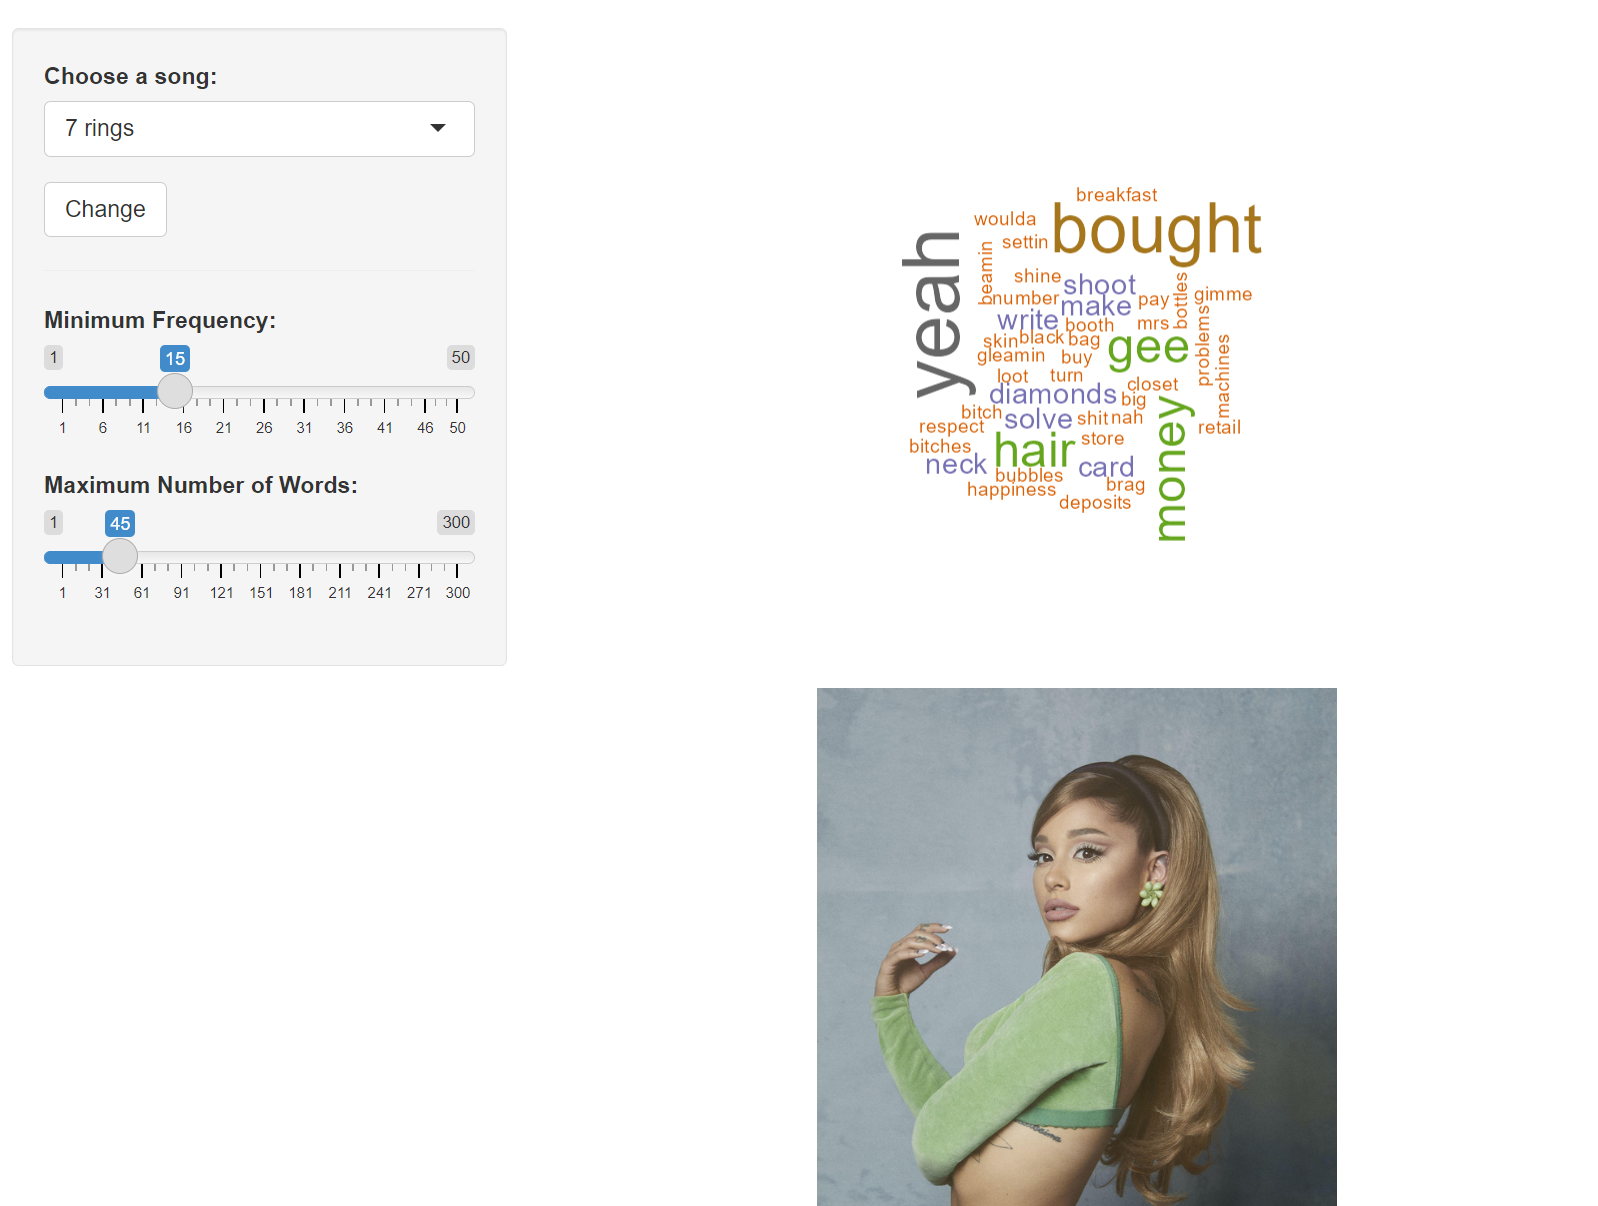 Choose a song:
7 rings
Change
Minimum Frequency:
1 15 50
1 6 11 16 21 26 31 36 41 46 50
Maximum Number of Words:
1 45 300
1 31 61 91 121 151 181 211 241 271 300
breakfast
woulda
bought
yeah
settin
beamin
shine
shoot
bottles
gimme
number
make
pay
write
booth
mrs
problems
skin
black
bag
gee
gleamin
buy
machines
loot
turn
closet
diamonds
big
bitch
solve
shit
nah
money
respect
retail
bitches
hair
store
neck
card
bubbles
brag
happiness
deposits